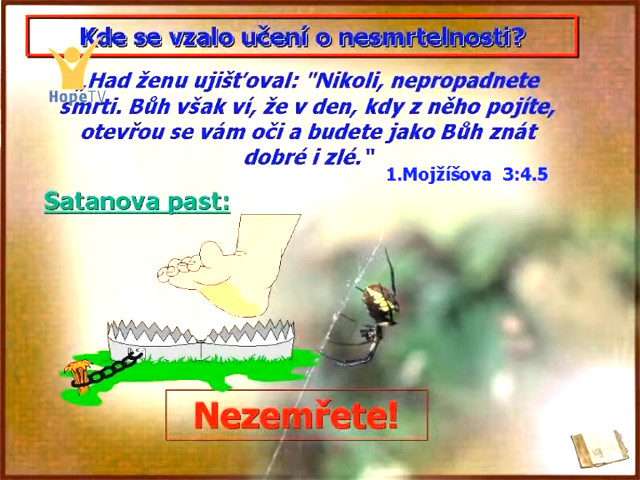 Kde se vzalo učení o nesmrtelnosti?
Had ženu ujišťoval: "Nikoli, nepropadnete
smrti. Bůh však ví, že v den, kdy z něho pojíte,
otevřou se vám oči a budete jako Bůh znát
dobré i zlé."
1.Mojžíšova 3:4.5
HopeTV
Satanova past:
Nezemřete!